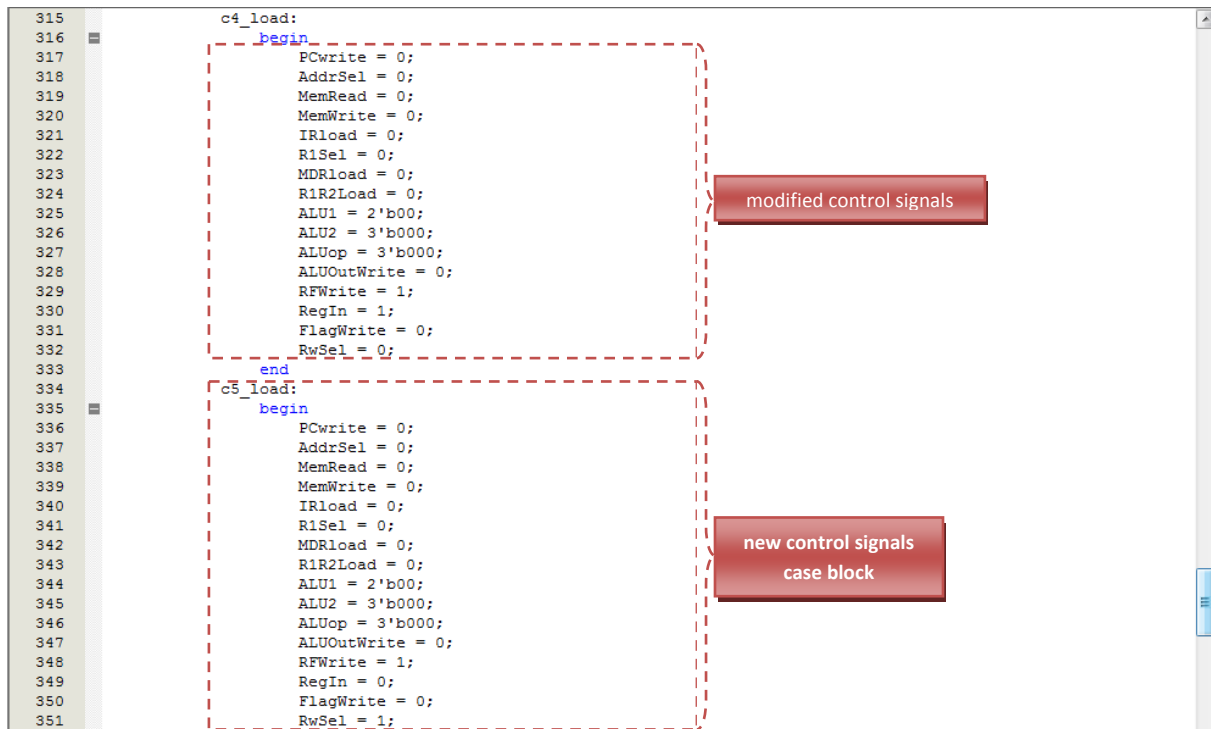 315 c4_load:
316 begin
317 PCwrite = 0;
318 AddrSel = 0;
319 MemRead = 0;
320 MemWrite = 0;
321 IRload = 0;
322 R1Sel = 0;
323 MDRload = 0;
324 R1R2Load = 0;
325 ALU1 = 2'b00;
326 ALU2 = 3'b000;
327 ALUop = 3'b000;
328 ALUOutWrite = 0;
329 RFWrite = 1;
330 RegIn = 1;
331 FlagWrite = 0;
332 RwSel = 0;
333 end
modified control signals
334 c5_load:
335 begin
336 PCwrite = 0;
337 AddrSel = 0;
338 MemRead = 0;
339 MemWrite = 0;
340 IRload = 0;
341 R1Sel = 0;
342 MDRload = 0;
343 R1R2Load = 0;
344 ALU1 = 2'b00;
345 ALU2 = 3'b000;
346 ALUop = 3'b000;
347 ALUOutWrite = 0;
348 RFWrite = 1;
349 RegIn = 0;
350 FlagWrite = 0;
351 RwSel = 1;
new control signals
case block